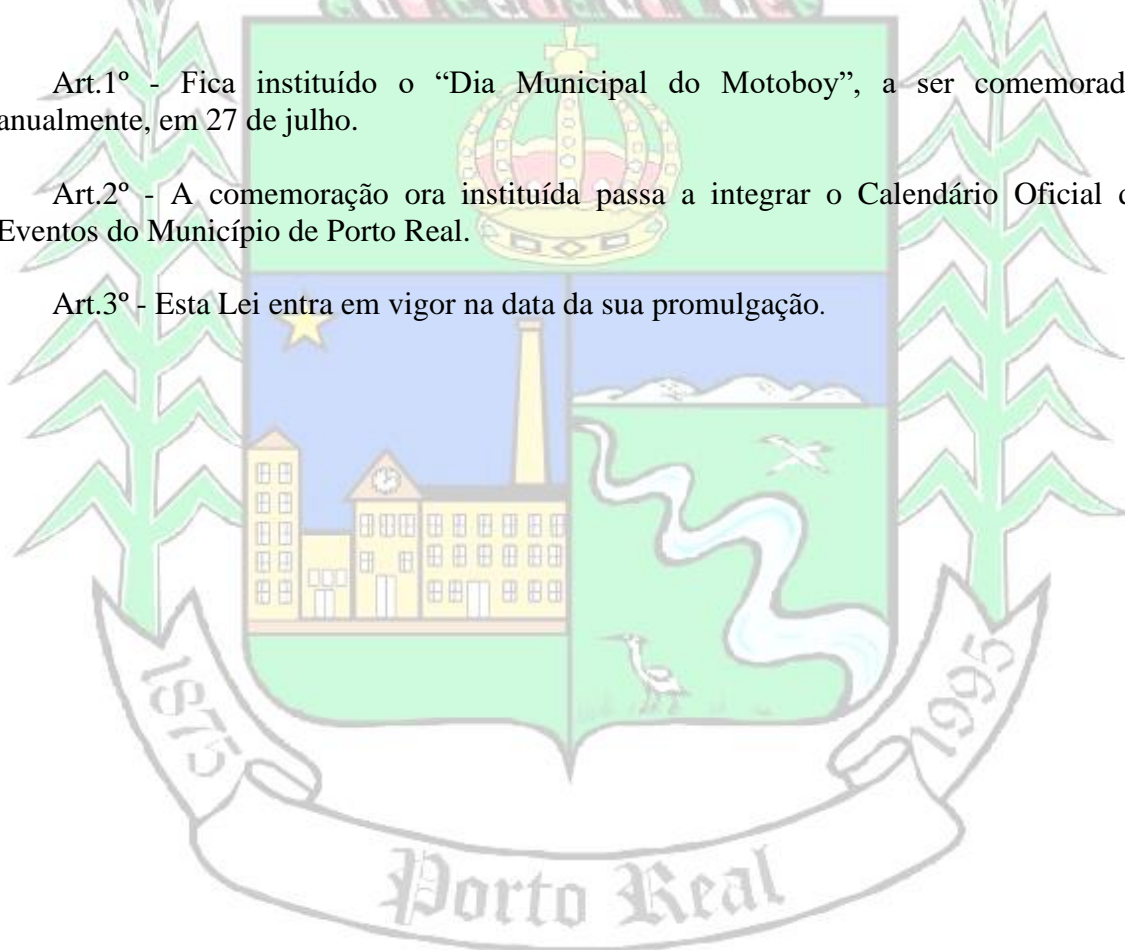 Art.1º - Fica instituído o “Dia Municipal do Motoboy”, a ser comemorad
anualmente, em 27 de julho.
Art.2º - A comemoração ora instituída passa a integrar o Calendário Oficial d
Eventos do Município de Porto Real.
Art.3º - Esta Lei entra em vigor na data da sua promulgação.
1875
1995
Porto Real